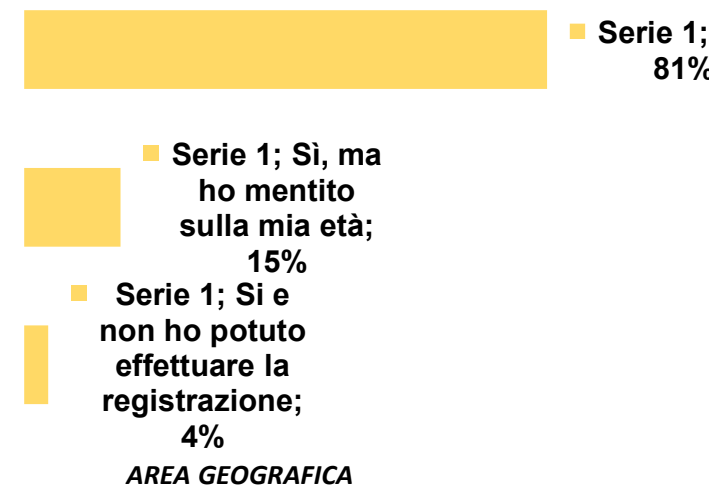 Serie 1;
81%
Serie 1; Sì, ma
ho mentito
sulla mia età;
15%
Serie 1; Si e
non ho potuto
effettuare la
registrazione;
4%
AREA GEOGRAFICA